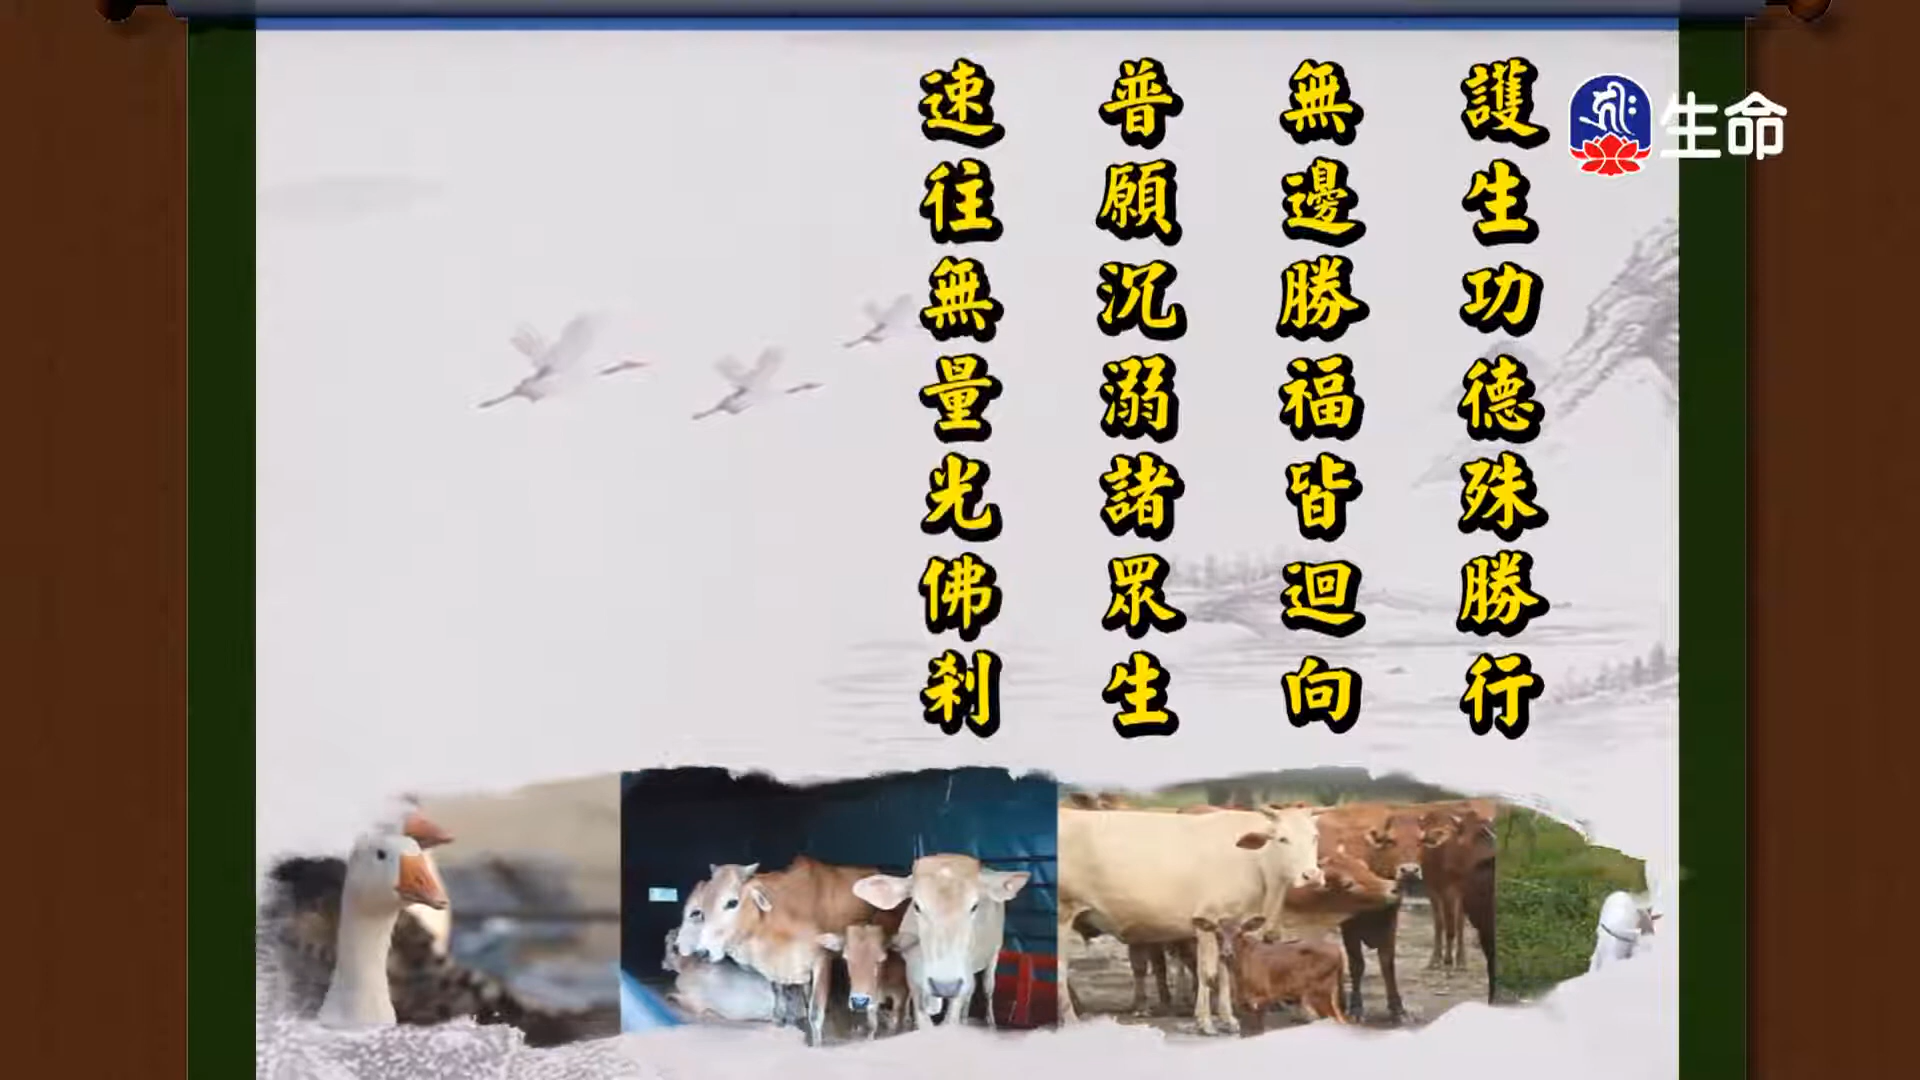 護生功德殊勝行
無邊勝福皆迴向
普願沉溺諸眾生
速往無量光佛剎
生命